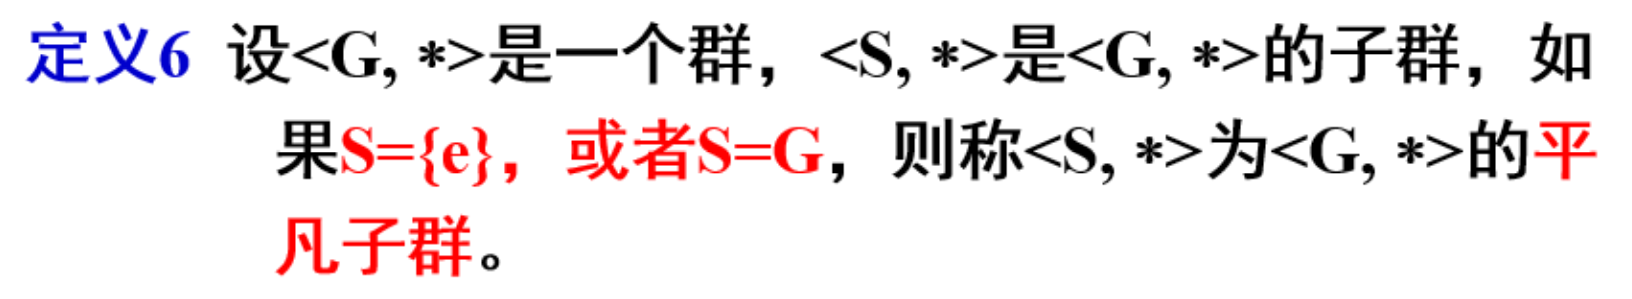 定义6 设<G, *>是一个群，<S, *>是<G, *>的子群，如
果S={e}，或者S=G，则称<S, *>为<G, *>的平
凡子群。